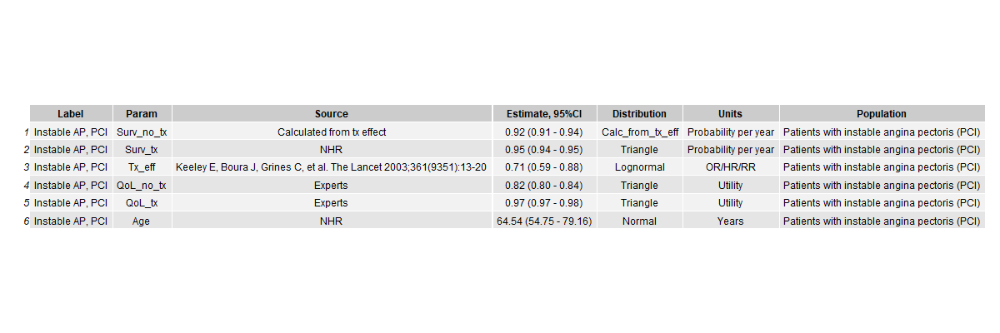 Label Param Source Estimate, 95%CI Distribution Units Population
1 Instable AP, PCI Surv_no_tx Calculated from tx effect 0.92 (0.91 - 0.94) Calc_from_tx_eff Probability per year Patients with instable angina pectoris (PCI)
2 Instable AP, PCI Surv_tx NHR 0.95 (0.94 - 0.95) Triangle Probability per year Patients with instable angina pectoris (PCI)
3 Instable AP, PCI Tx_eff Keeley E, Boura J, Grines C, et al. The Lancet 2003;361(9351):13-20 0.71 (0.59 - 0.88) Lognormal OR/HR/RR Patients with instable angina pectoris (PCI)
4 Instable AP, PCI QoL_no_tx Experts 0.82 (0.80 - 0.84) Triangle Utility Patients with instable angina pectoris (PCI)
5 Instable AP, PCI QoL_tx Experts 0.97 (0.97 - 0.98) Triangle Utility Patients with instable angina pectoris (PCI)
6 Instable AP, PCI Age NHR 64.54 (54.75 - 79.16) Normal Years Patients with instable angina pectoris (PCI)